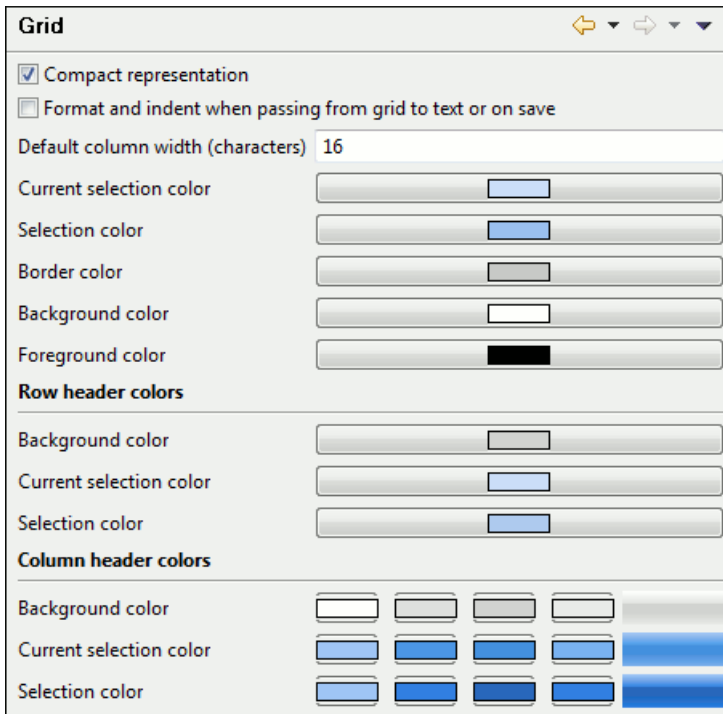 Grid
Compact representation
Format and indent when passing from grid to text or on save
Default column width (characters) 16
Current selection color
Selection color
Border color
Background color
Foreground color
Row header colors
Background color
Current selection color
Selection color
Column header colors
Background color
Current selection color
Selection color